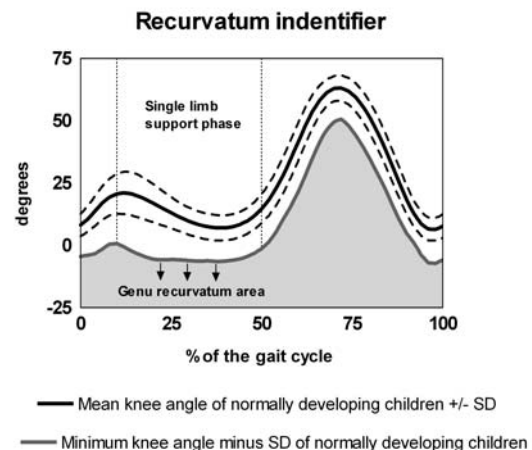 Recurvatum indentifier
75
50
25
0
-25
degrees
Single limb
support phase
Genu recurvatum area
0
25
50
75
100
% of the gait cycle
Mean knee angle of normally developing children +/- SD
Minimum knee angle minus SD of normally developing children